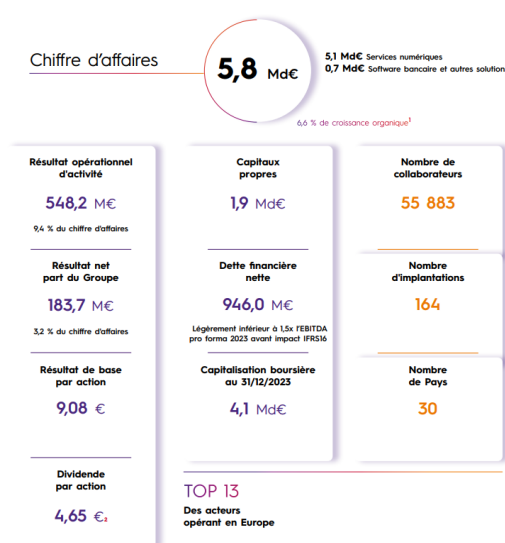 Chiffre d'affaires
5,8 Md€
5,1 Md€ Services numériques
0,7 Md€ Software bancaire et autres solution
6,6 % de croissance organique¹
Résultat opérationnel
d'activité
548,2 M€
9,4 % du chiffre d'affaires
Résultat net
part du Groupe
183,7 M€
3,2 % du chiffre d'affaires
Résultat de base
par action
9,08 €
Dividende
par action
4,65 €₂
Capitaux
propres
1,9 Md€
Dette financière
nette
946,0 M€
Légèrement inférieur à 1,5x l'EBITDA
pro forma 2023 avant impact IFRS16
Capitalisation boursière
au 31/12/2023
4,1 Md€
Nombre de
collaborateurs
55 883
Nombre
d'implantations
164
Nombre
de Pays
30
TOP 13
Des acteurs
opérant en Europe